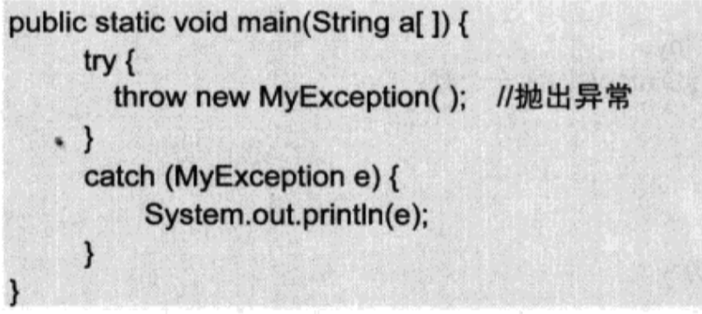 public static void main(String a[ ]) {
try {
throw new MyException( ); //抛出异常
}
catch (MyException e) {
System.out.println(e);
}
}